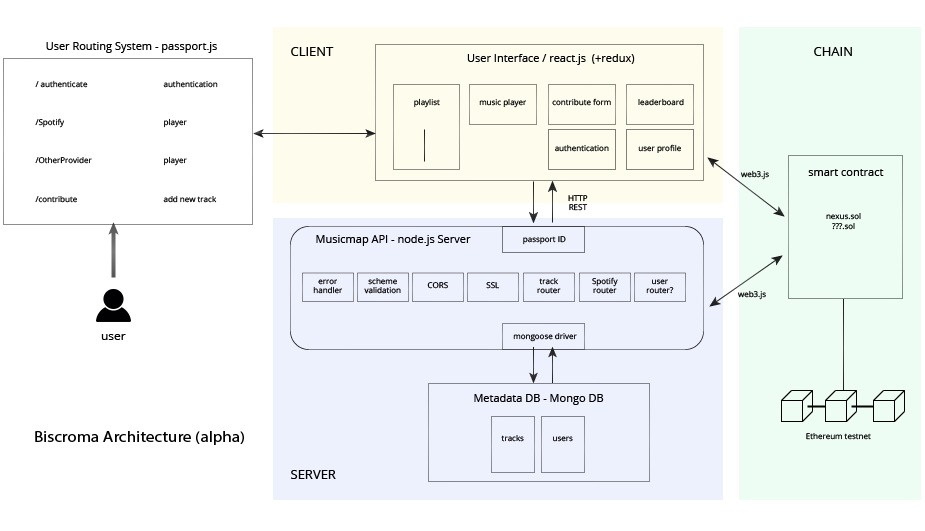 User Routing System - passport.js
/ authenticate authentication
/Spotify player
/OtherProvider player
/contribute add new track
user
Biscroma Architecture (alpha)
CLIENT
User Interface / react.js (+redux)
playlist
music player
contribute form
leaderboard
authentication
user profile
HTTP
REST
SERVER
Musicmap API - node.js Server
passport ID
error
handler
scheme
validation
CORS
SSL
track
router
Spotify
router
user
router?
mongoose driver
Metadata DB - Mongo DB
tracks
users
web3.js
web3.js
CHAIN
smart contract
nexus.sol
???.sol
Ethereum testnet